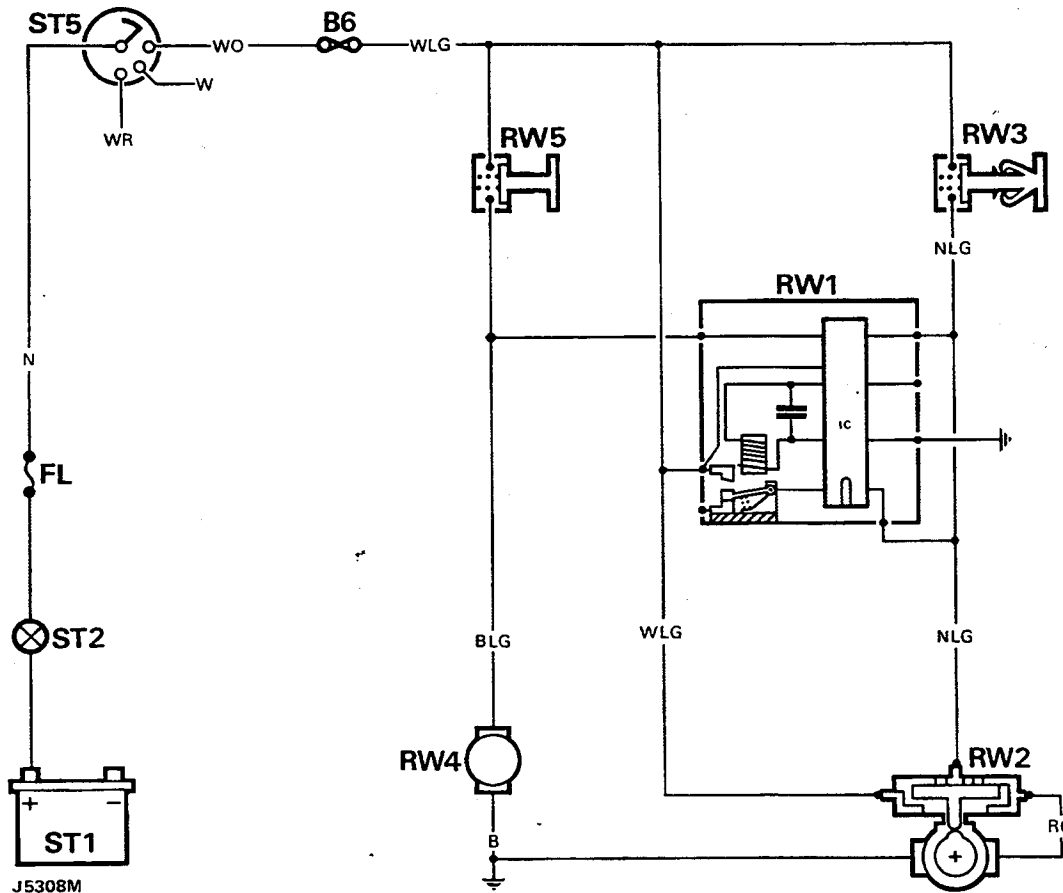 ST5
B6
WO
WLG
W
WR
RW5
RW3
NLG
RW1
N
IC
FL
ST2
BLG
WLG
NLG
RW4
RW2
+ −
ST1
B
+
J5308M